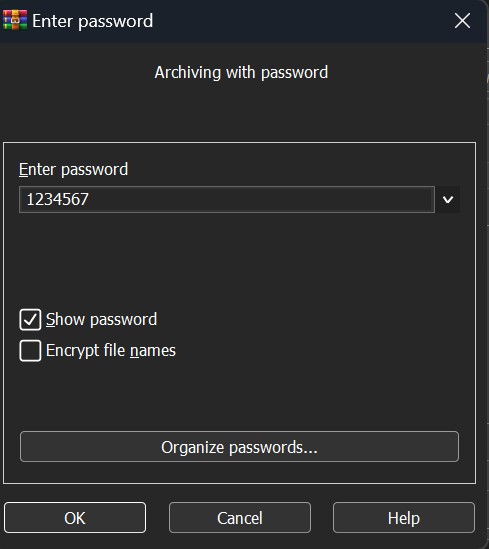 Enter password
Archiving with password
Enter password
1234567
Show password
Encrypt file names
Organize passwords...
OK
Cancel
Help